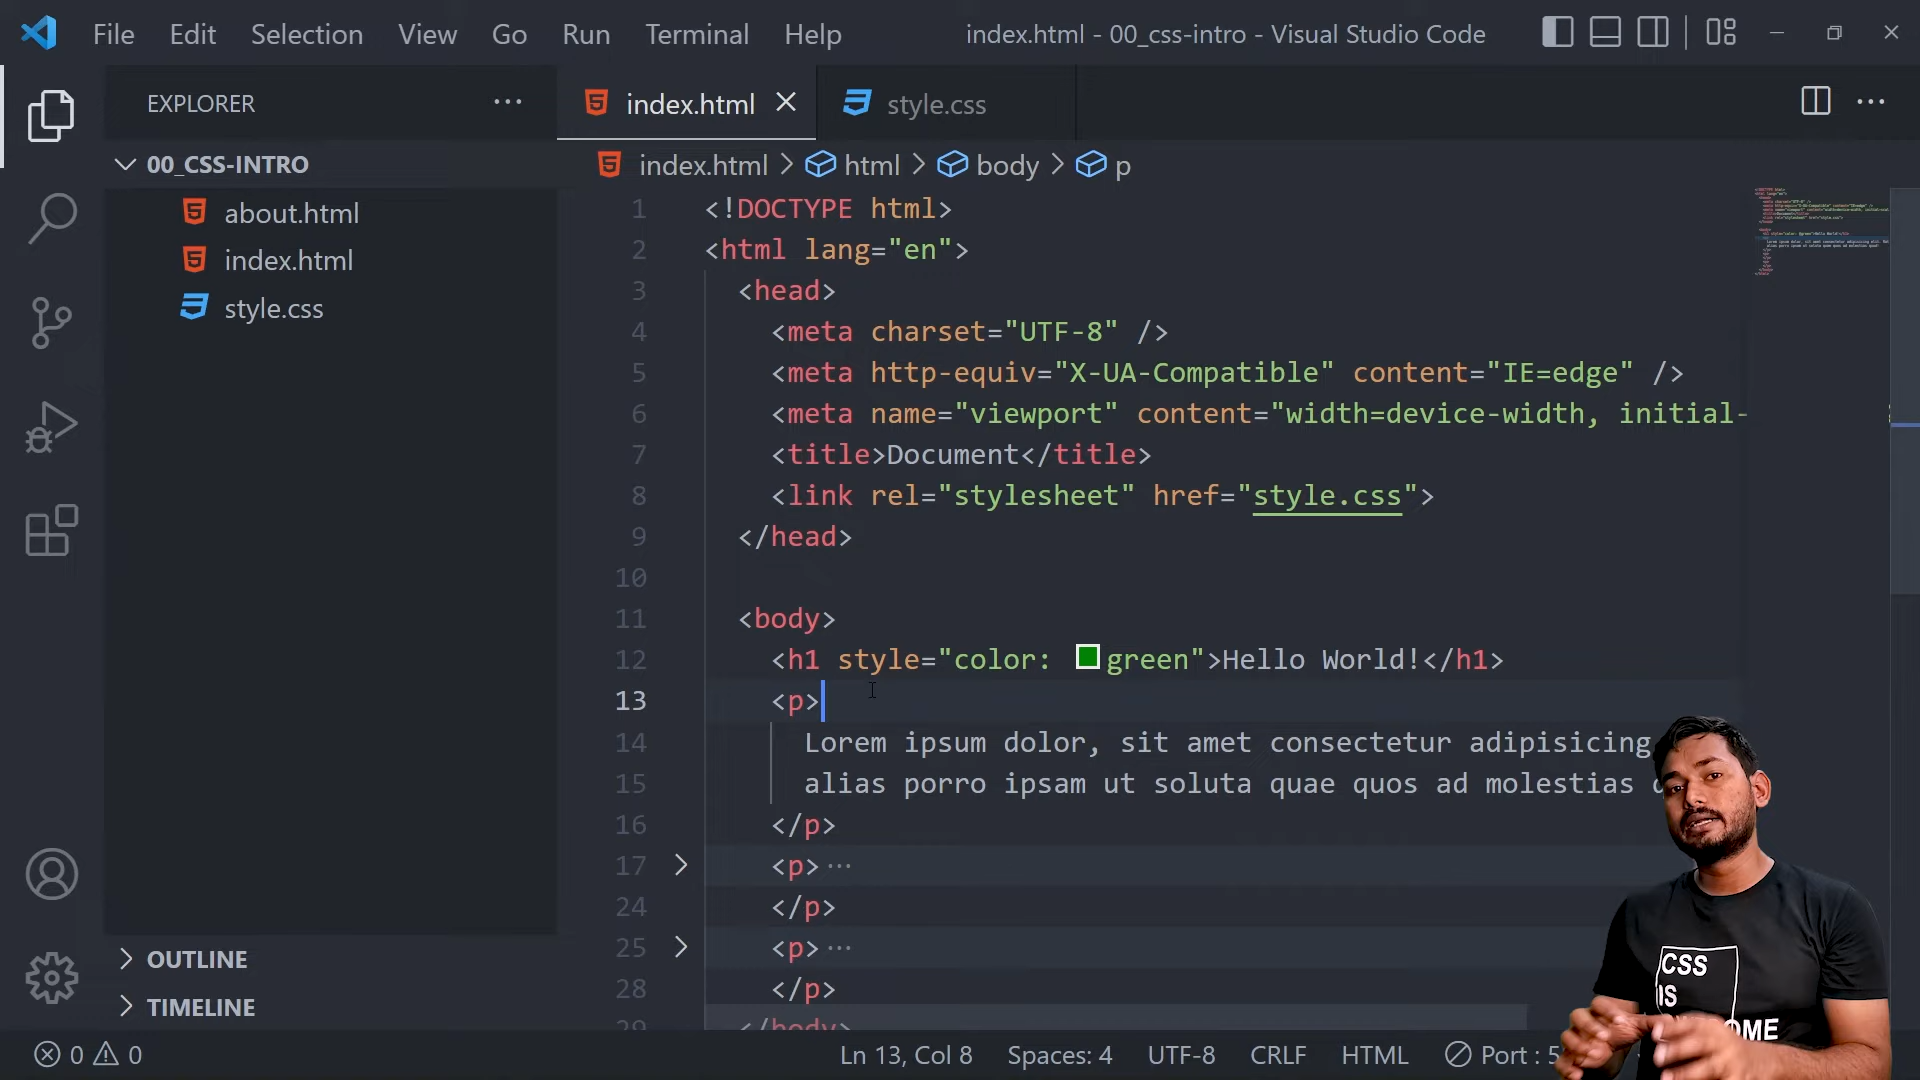 File Edit Selection View Go Run Terminal Help index.html - 00_css-intro - Visual Studio Code
EXPLORER
index.html
style.css
00_CSS-INTRO
index.html > html > body > p
about.html
index.html
style.css
1 <!DOCTYPE html>
2 <html lang="en">
3 <head>
4 <meta charset="UTF-8" />
5 <meta http-equiv="X-UA-Compatible" content="IE=edge" />
6 <meta name="viewport" content="width=device-width, initial-
7 <title>Document</title>
8 <link rel="stylesheet" href="style.css">
9 </head>
10
11 <body>
12 <h1 style="color: green">Hello World!</h1>
13 <p>
14 Lorem ipsum dolor, sit amet consectetur adipisicing
15 alias porro ipsam ut soluta quae quos ad molestias
16 </p>
17 <p>
24 </p>
25 <p>
28 </p>
29 </body>
OUTLINE
TIMELINE
0 0 Ln 13, Col 8 Spaces: 4 UTF-8 CRLF HTML Port : 5
CSS
IS
OME